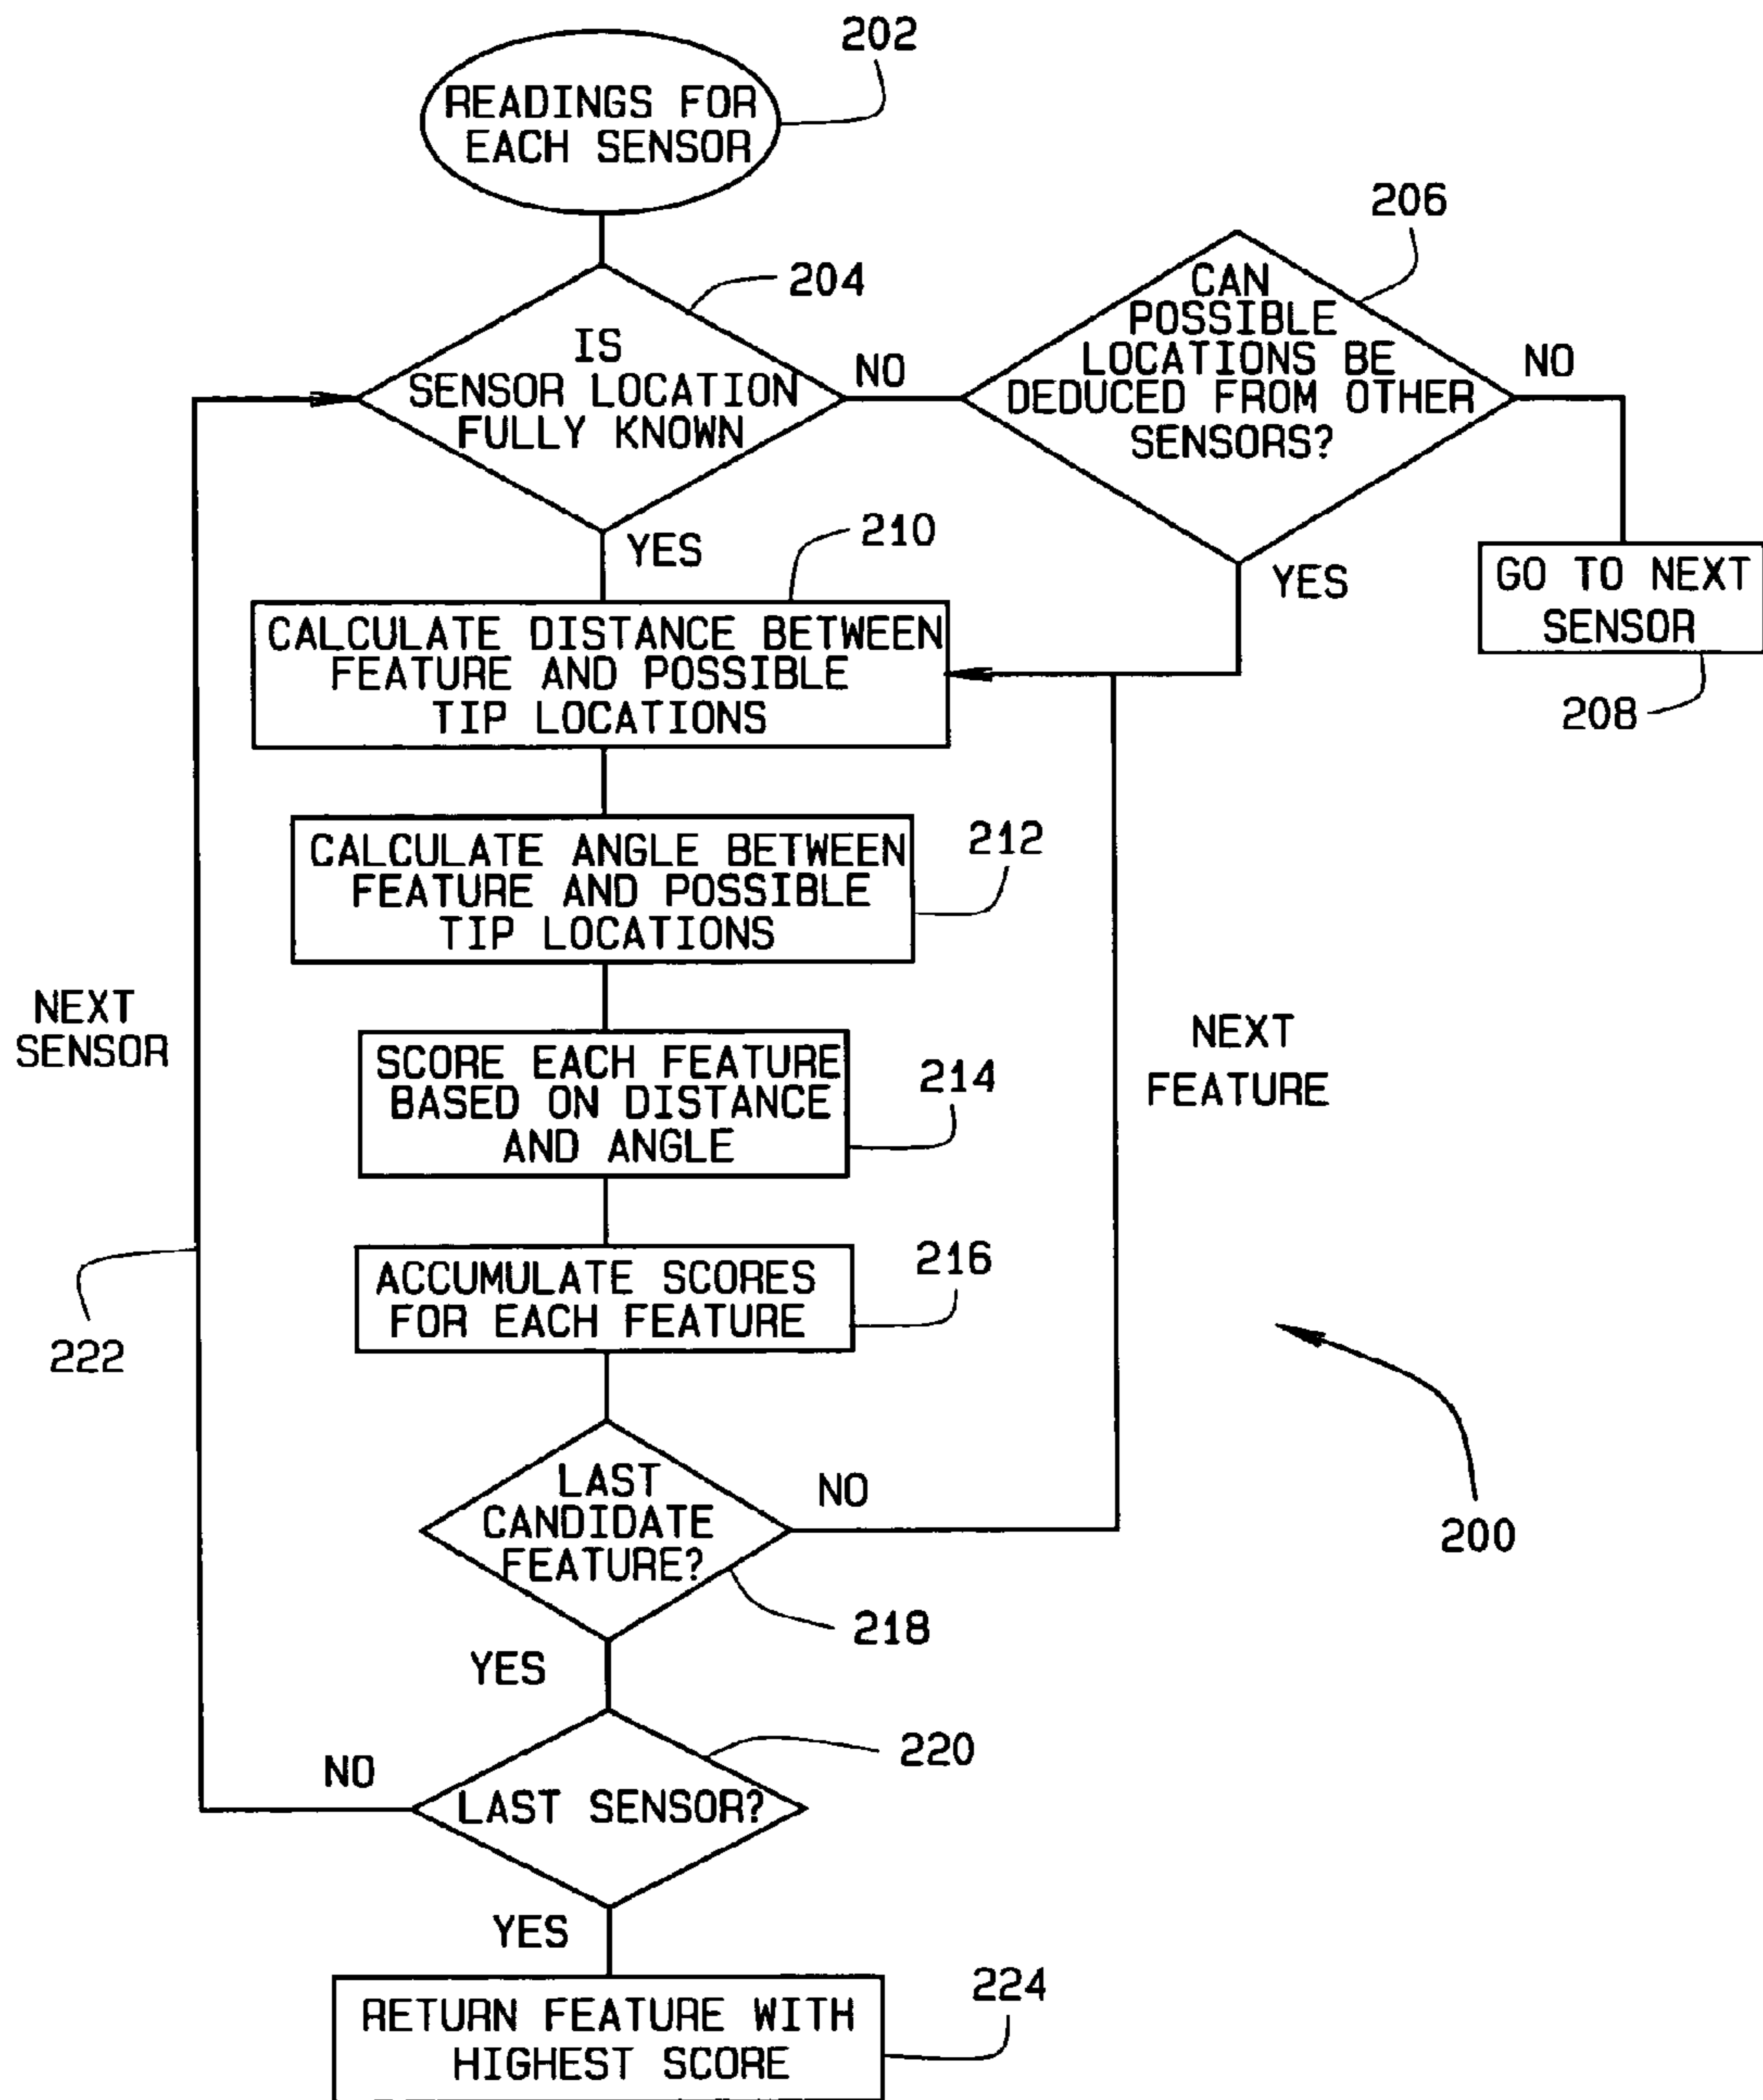 202
READINGS FOR
EACH SENSOR
206
204
CAN
POSSIBLE
LOCATIONS BE
DEDUCED FROM OTHER
SENSORS?
IS
SENSOR LOCATION
FULLY KNOWN
NO
NO
YES
210
YES
GO TO NEXT
SENSOR
208
CALCULATE DISTANCE BETWEEN
FEATURE AND POSSIBLE
TIP LOCATIONS
212
CALCULATE ANGLE BETWEEN
FEATURE AND POSSIBLE
TIP LOCATIONS
NEXT
SENSOR
NEXT
FEATURE
214
SCORE EACH FEATURE
BASED ON DISTANCE
AND ANGLE
216
ACCUMULATE SCORES
FOR EACH FEATURE
222
200
LAST
CANDIDATE
FEATURE?
NO
218
YES
220
NO
LAST SENSOR?
YES
224
RETURN FEATURE WITH
HIGHEST SCORE